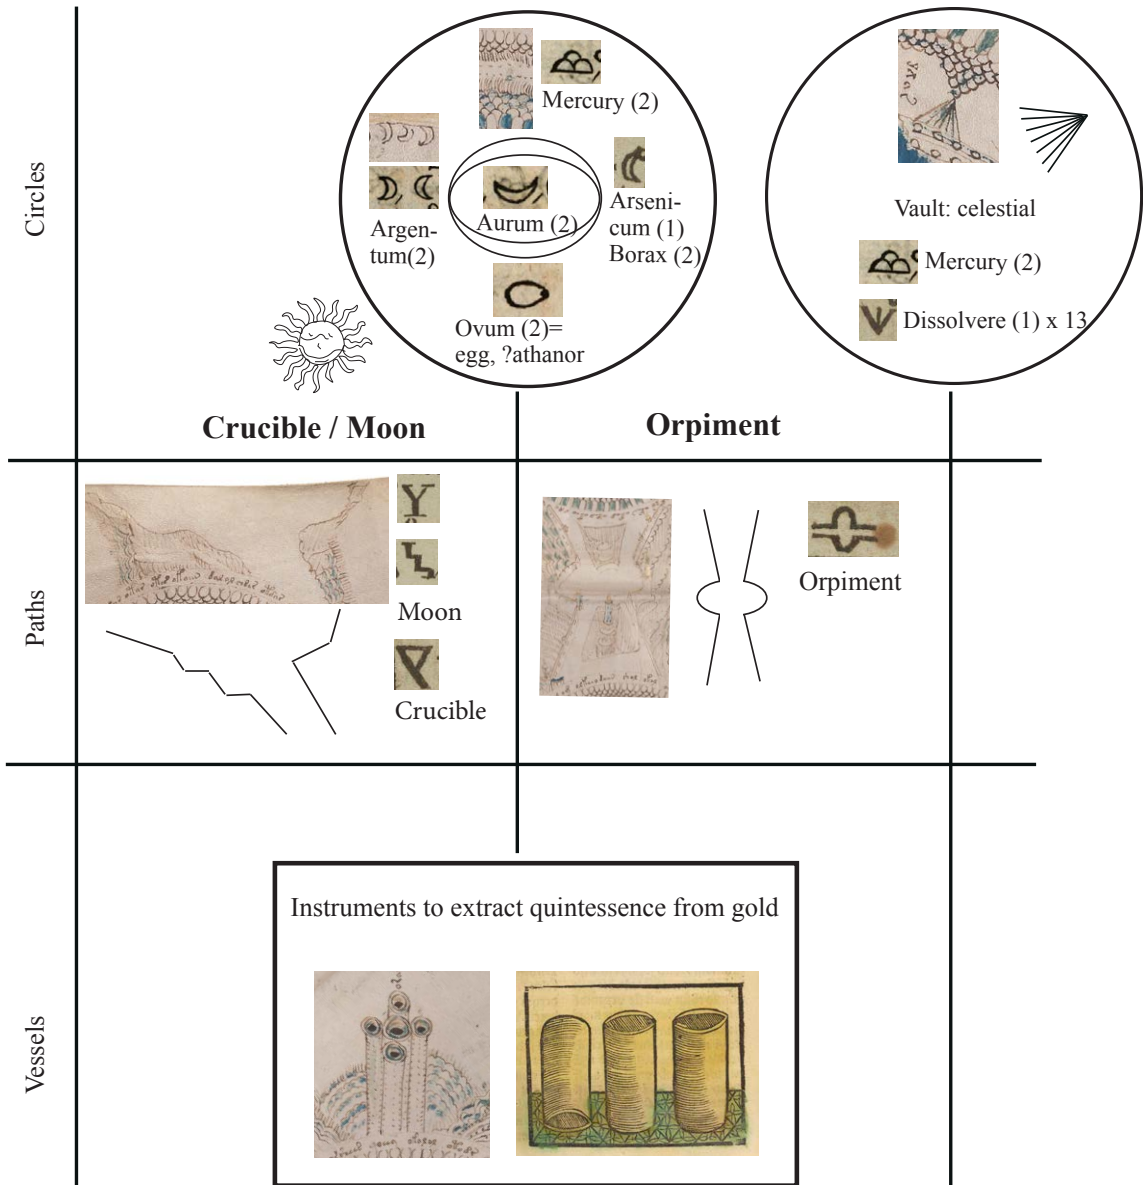 Circles
Mercury (2)
Argen-
tum(2)
Aurum (2)
Arseni-
cum (1)
Borax (2)
Ovum (2)=
egg, ?athanor
Vault: celestial
Mercury (2)
Dissolvere (1) x 13
Crucible / Moon
Orpiment
Paths
Moon
Crucible
Orpiment
Vessels
Instruments to extract quintessence from gold